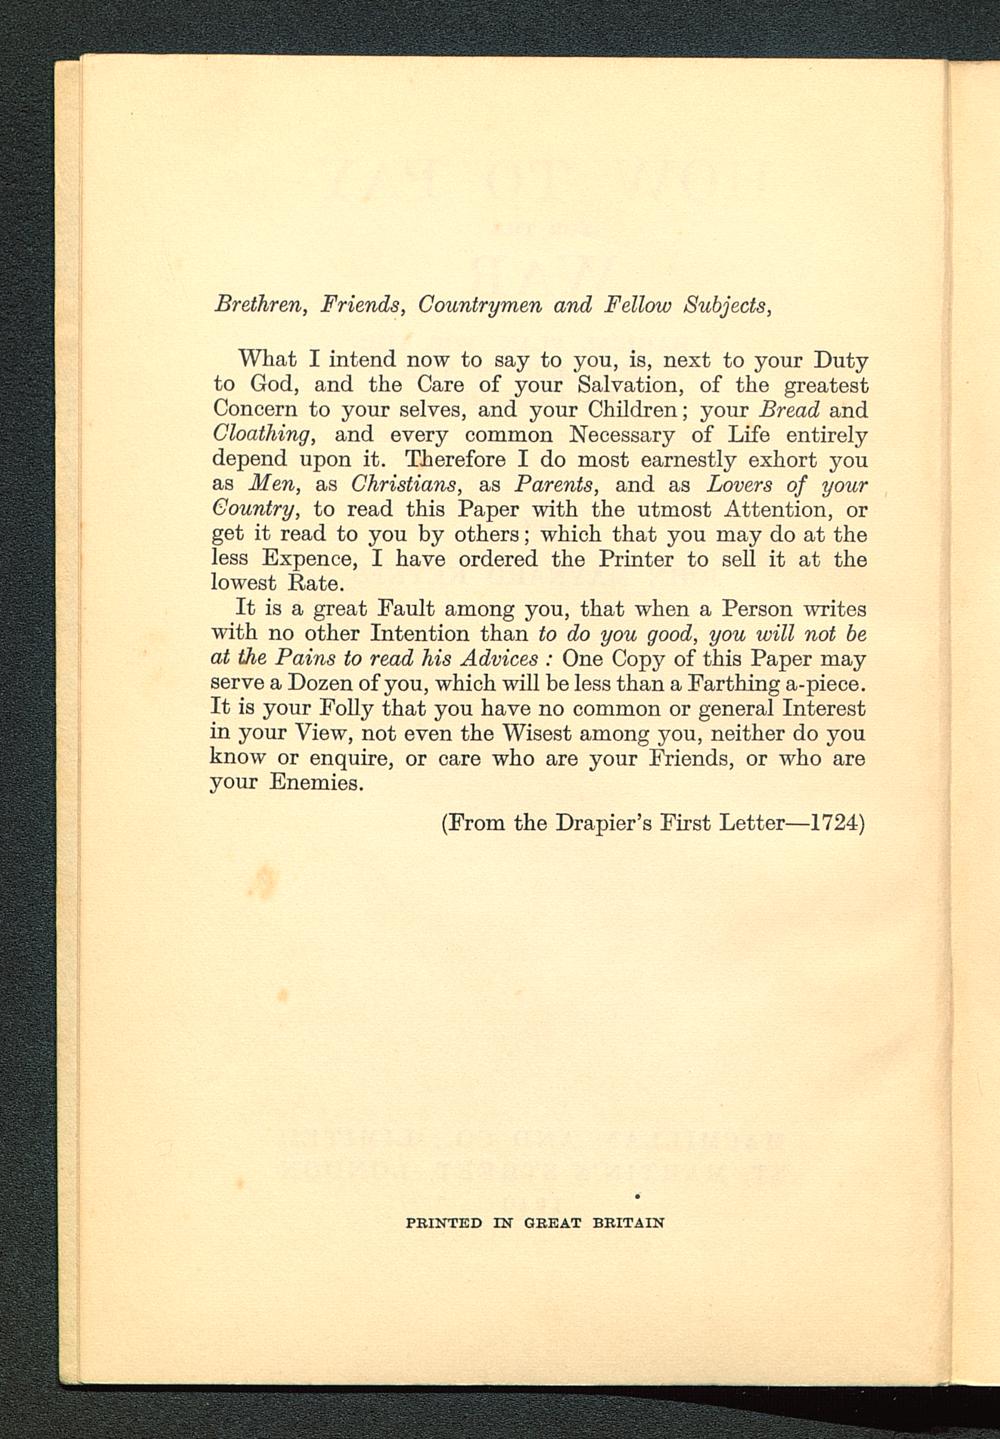 Brethren, Friends, Countrymen and Fellow Subjects,
What I intend now to say to you, is, next to your Duty
to God, and the Care of your Salvation, of the greatest
Concern to your selves, and your Children; your Bread and
Cloathing, and every common Necessary of Life entirely
depend upon it. Therefore I do most earnestly exhort you
as Men, as Christians, as Parents, and as Lovers of your
Country, to read this Paper with the utmost Attention, or
get it read to you by others; which that you may do at the
less Expence, I have ordered the Printer to sell it at the
lowest Rate.
It is a great Fault among you, that when a Person writes
with no other Intention than to do you good, you will not be
at the Pains to read his Advices: One Copy of this Paper may
serve a Dozen of you, which will be less than a Farthing a-piece.
It is your Folly that you have no common or general Interest
in your View, not even the Wisest among you, neither do you
know or enquire, or care who are your Friends, or who are
your Enemies.
(From the Drapier's First Letter—1724)
PRINTED IN GREAT BRITAIN